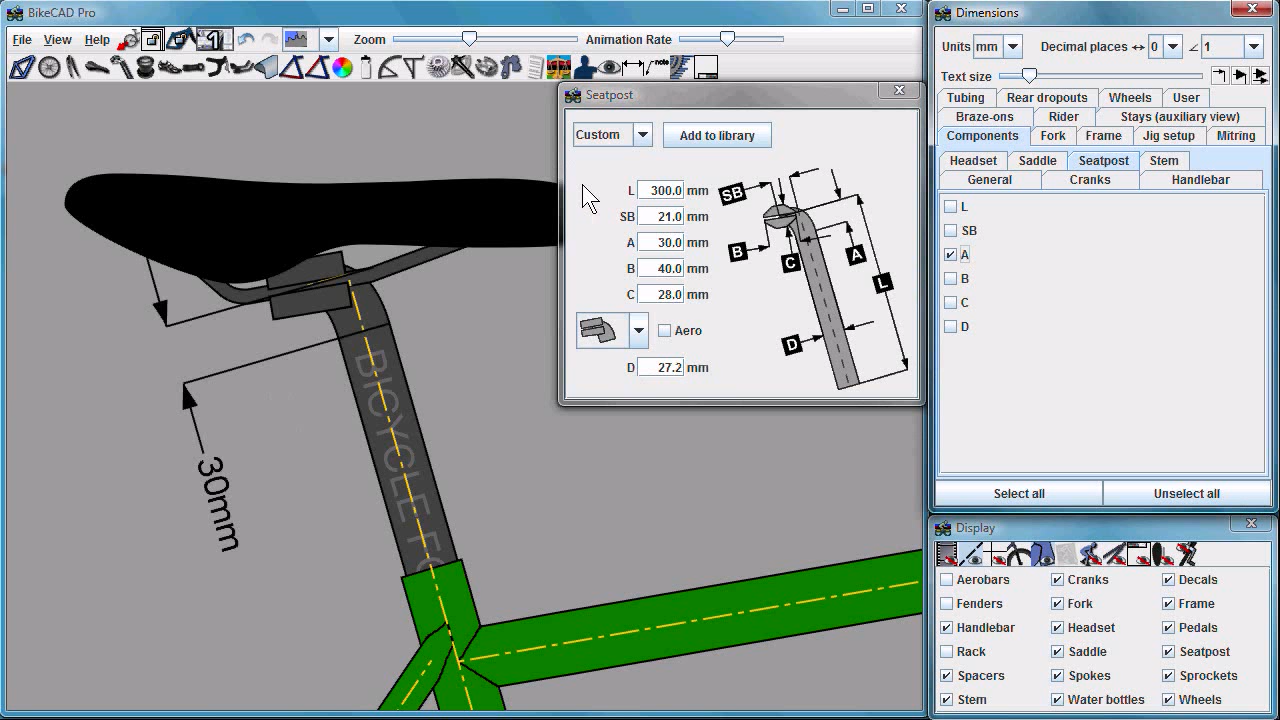 BikeCAD Pro
File View Help Zoom Animation Rate
note
30mm
BICYCLE FO
Seatpost
Custom Add to library
L 300.0 mm
SB 21.0 mm
A 30.0 mm
B 40.0 mm
C 28.0 mm
Aero
D 27.2 mm
SB
B
C
A
L
D
Dimensions
Units mm Decimal places 0 1
Text size
Tubing Rear dropouts Wheels User
Braze-ons Rider Stays (auxiliary view)
Components Fork Frame Jig setup Mitring
Headset Saddle Seatpost Stem
General Cranks Handlebar
L
SB
A
B
C
D
Select all Unselect all
Display
Aerobars Cranks Decals
Fenders Fork Frame
Handlebar Headset Pedals
Rack Saddle Seatpost
Spacers Spokes Sprockets
Stem Water bottles Wheels